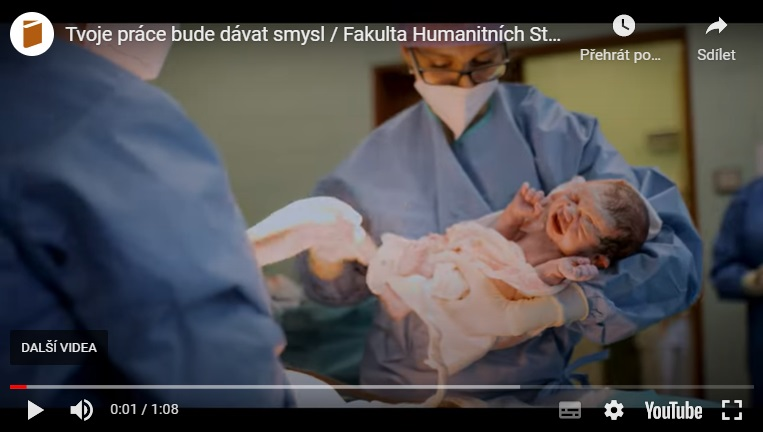 Tvoje práce bude dávat smysl / Fakulta Humanitních St...
Přehrát po...
Sdílet
DALŠÍ VIDEA
0:01 / 1:08
YouTube